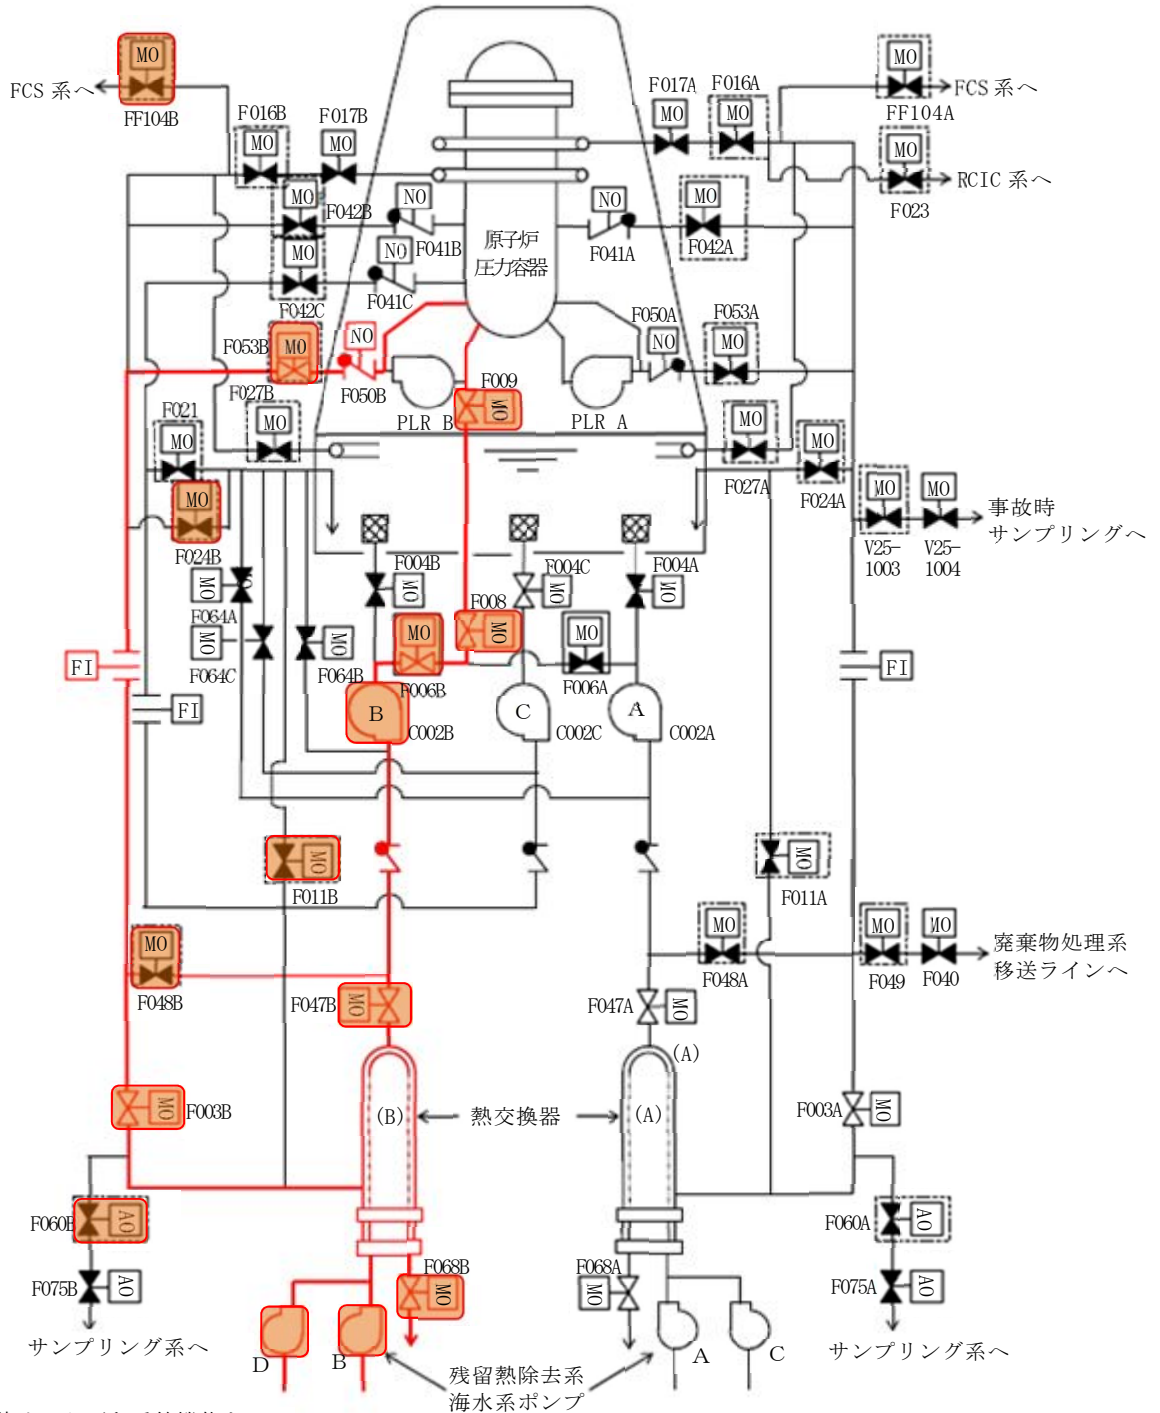 MO
MO
FCS 系へ
FF104B
F016B
F017B
F017A
F016A
FF104A
FCS 系へ
MO
MO
MO
MO
MO
RCIC 系へ
F023
MO
F042B
NO
F041B
NO
F041A
MO
F042A
原子炉
圧力容器
MO
F042C
NO
F041C
F053B
MO
NO
F050B
F027B
F050A
NO
F053A
MO
F009
MO
PLR B
PLR A
F021
MO
MO
MO
F027A
MO
F024A
MO
F024B
MO
MO
V25-
1003
V25-
1004
事故時
サンプリングへ
F004B
MO
F004C
MO
F004A
MO
MO
F064A
MO
F064C
MO
F064B
F008
MO
MO
F006B
MO
F006A
FI
FI
FI
B
C002B
C
C002C
A
C002A
MO
F011B
MO
F011A
MO
F048B
MO
F048A
MO
F049
MO
F040
廃棄物処理系
移送ラインへ
F047B
MO
F047A
MO
(A)
(B)
熱交換器
(A)
MO
F003B
F003A
MO
F060B
AO
F060A
AO
F075B
AO
F075A
AO
F068B
MO
F068A
MO
サンプリング系へ
サンプリング系へ
D
B
A
C
残留熱除去系
海水系ポンプ